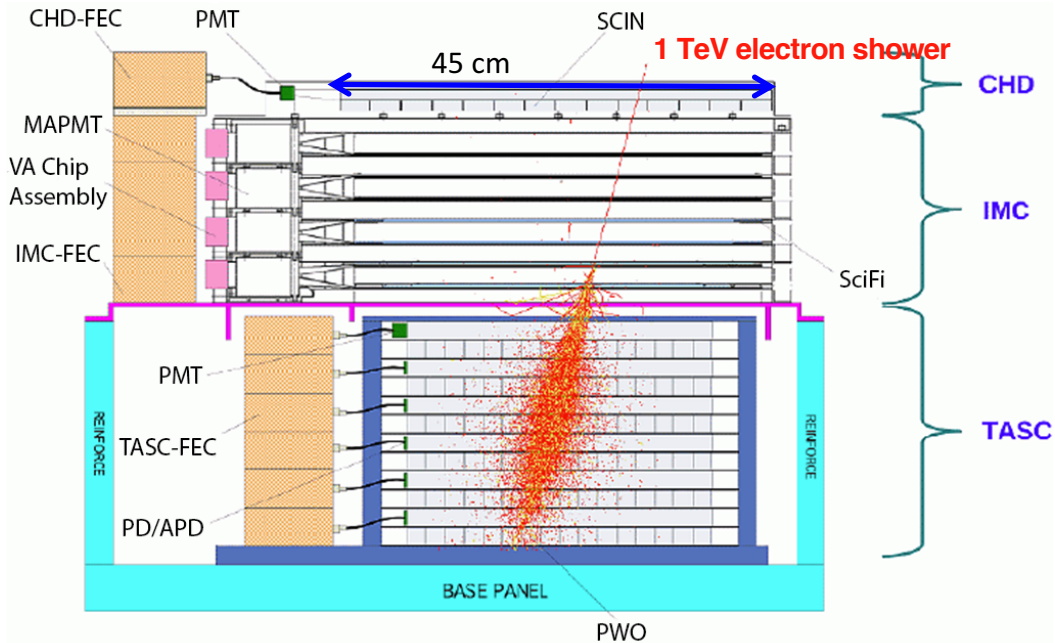 CHD-FEC
PMT
SCIN
1 TeV electron shower
45 cm
CHD
MAPMT
VA Chip
Assembly
IMC
IMC-FEC
SciFi
PMT
REINFORCE
TASC-FEC
REINFORCE
TASC
PD/APD
BASE PANEL
PWO